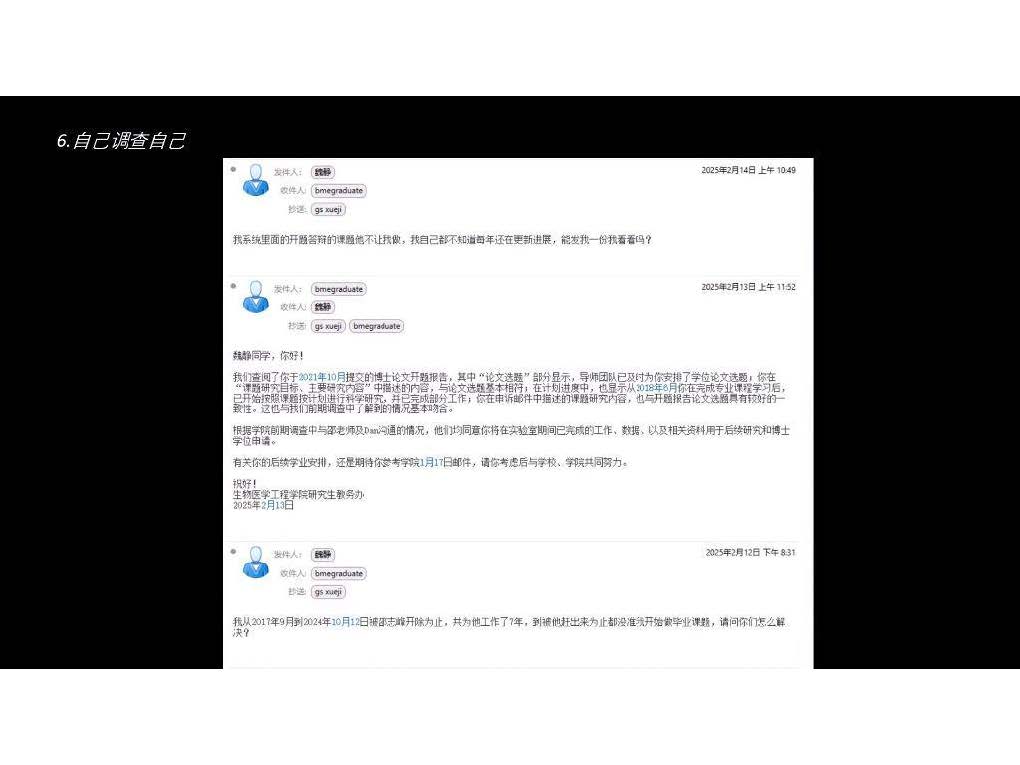 6.自己调查自己
发件人： 魏静 2025年2月14日 上午 10:49
收件人: bmegraduate
抄送: gs xueji
我系统里面的开题答辩的课题他不让我做，我自己都不知道每年还在更新进展，能发我一份我看看吗？
发件人： bmegraduate 2025年2月13日 上午 11:52
收件人: 魏静
抄送: gs xueji bmegraduate
魏静同学，你好！
我们查阅了你于2021年10月提交的博士论文开题报告，其中“论文选题”部分显示，导师团队已及时为你安排了学位论文选题；你在
“课题研究目标、主要研究内容”中描述的内容，与论文选题基本相符；在计划进度中，也显示从2018年6月你在完成专业课程学习后，
已开始按照课题按计划进行科学研究，并已完成部分工作；你在申诉邮件中描述的课题研究内容，也与开题报告论文选题具有较好的一
致性。这也与我们前期调查中了解到的情况基本吻合。
根据学院前期调查中与邵老师及Dan沟通的情况，他们均同意你将在实验室期间已完成的工作、数据、以及相关资料用于后续研究和博士
学位申请。
有关你的后续学业安排，还是期待你参考学院1月17日邮件，请你考虑后与学校、学院共同努力。
祝好！
生物医学工程学院研究生教务办
2025年2月13日
发件人： 魏静 2025年2月12日 下午 8:31
收件人: bmegraduate
抄送: gs xueji
我从2017年9月到2024年10月12日被邵志峰开除为止，共为他工作了7年，到被他赶出来为止都没准我开始做毕业课题，请问你们怎么解
决？